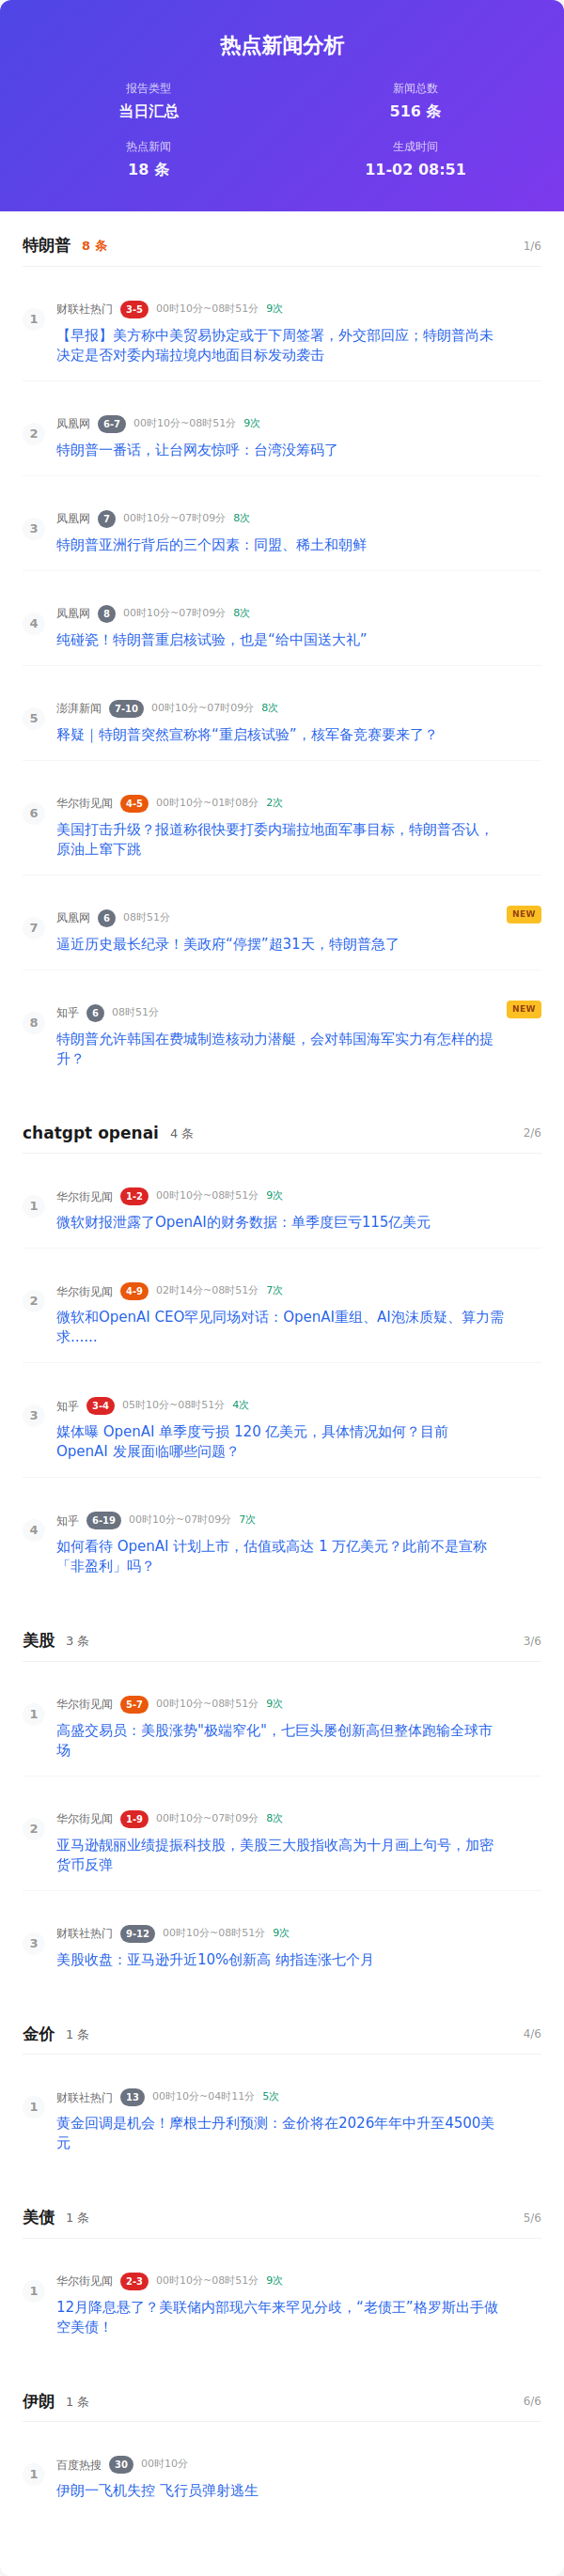 热点新闻分析
报告类型
新闻总数
当日汇总
516 条
热点新闻
生成时间
18 条
11-02 08:51
特朗普 8 条 1/6
1
财联社热门 3-5 00时10分~08时51分 9次
【早报】美方称中美贸易协定或于下周签署，外交部回应；特朗普尚未
决定是否对委内瑞拉境内地面目标发动袭击
2
凤凰网 6-7 00时10分~08时51分 9次
特朗普一番话，让台网友惊呼：台湾没筹码了
3
凤凰网 7 00时10分~07时09分 8次
特朗普亚洲行背后的三个因素：同盟、稀土和朝鲜
4
凤凰网 8 00时10分~07时09分 8次
纯碰瓷！特朗普重启核试验，也是“给中国送大礼”
5
澎湃新闻 7-10 00时10分~07时09分 8次
释疑｜特朗普突然宣称将“重启核试验”，核军备竞赛要来了？
6
华尔街见闻 4-5 00时10分~01时08分 2次
美国打击升级？报道称很快要打委内瑞拉地面军事目标，特朗普否认，
原油上窜下跳
7
凤凰网 6 08时51分 NEW
逼近历史最长纪录！美政府“停摆”超31天，特朗普急了
8
知乎 6 08时51分 NEW
特朗普允许韩国在费城制造核动力潜艇，会对韩国海军实力有怎样的提
升？
chatgpt openai 4 条 2/6
1
华尔街见闻 1-2 00时10分~08时51分 9次
微软财报泄露了OpenAI的财务数据：单季度巨亏115亿美元
2
华尔街见闻 4-9 02时14分~08时51分 7次
微软和OpenAI CEO罕见同场对话：OpenAI重组、AI泡沫质疑、算力需
求……
3
知乎 3-4 05时10分~08时51分 4次
媒体曝 OpenAI 单季度亏损 120 亿美元，具体情况如何？目前
OpenAI 发展面临哪些问题？
4
知乎 6-19 00时10分~07时09分 7次
如何看待 OpenAI 计划上市，估值或高达 1 万亿美元？此前不是宣称
「非盈利」吗？
美股 3 条 3/6
1
华尔街见闻 5-7 00时10分~08时51分 9次
高盛交易员：美股涨势"极端窄化"，七巨头屡创新高但整体跑输全球市
场
2
华尔街见闻 1-9 00时10分~07时09分 8次
亚马逊靓丽业绩提振科技股，美股三大股指收高为十月画上句号，加密
货币反弹
3
财联社热门 9-12 00时10分~08时51分 9次
美股收盘：亚马逊升近10%创新高 纳指连涨七个月
金价 1 条 4/6
1
财联社热门 13 00时10分~04时11分 5次
黄金回调是机会！摩根士丹利预测：金价将在2026年年中升至4500美
元
美债 1 条 5/6
1
华尔街见闻 2-3 00时10分~08时51分 9次
12月降息悬了？美联储内部现六年来罕见分歧，“老债王”格罗斯出手做
空美债！
伊朗 1 条 6/6
1
百度热搜 30 00时10分
伊朗一飞机失控 飞行员弹射逃生